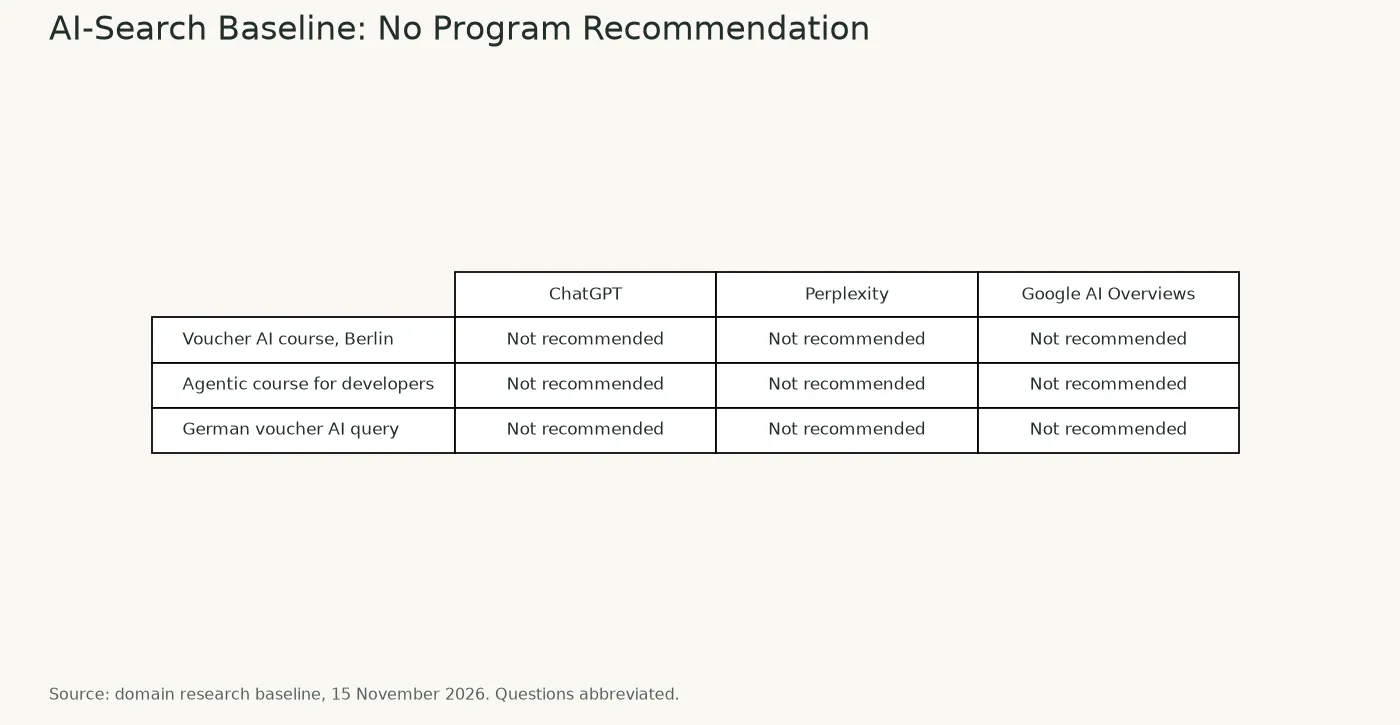 AI-Search Baseline: No Program Recommendation
ChatGPT Perplexity Google AI Overviews
Voucher AI course, Berlin Not recommended Not recommended Not recommended
Agentic course for developers Not recommended Not recommended Not recommended
German voucher AI query Not recommended Not recommended Not recommended
Source: domain research baseline, 15 November 2026. Questions abbreviated.